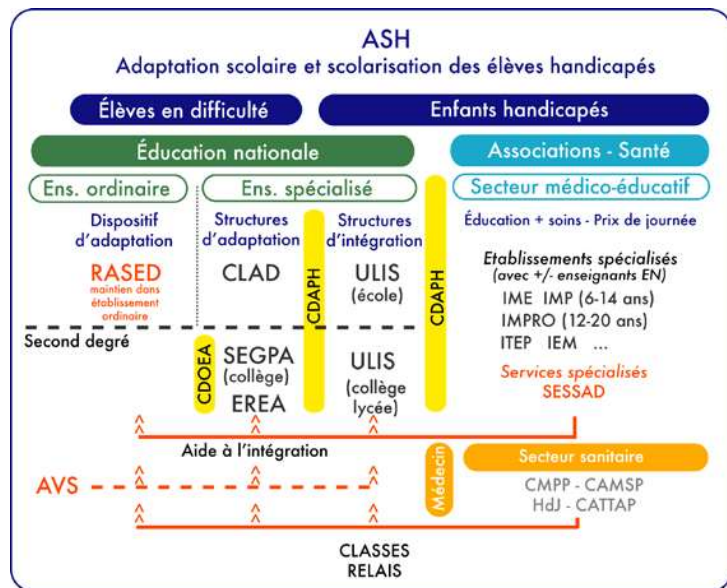 ASH
Adaptation scolaire et scolarisation des élèves handicapés
Élèves en difficulté
Enfants handicapés
Éducation nationale
Associations - Santé
Ens. ordinaire
Ens. spécialisé
Secteur médico-éducatif
Dispositif
d'adaptation
Structures
d'adaptation
Structures
d'intégration
Éducation + soins - Prix de journée
RASED
maintien dans
établissement
ordinaire
CLAD
CDAPH
ULIS
(école)
CDAPH
Etablissements spécialisés
(avec +/- enseignants EN)
IME IMP (6-14 ans)
IMPRO (12-20 ans)
ITEP IEM ...
Second degré
CDOEA
SEGPA
(collège)
EREA
ULIS
(collège
lycée)
Services spécialisés
SESSAD
Aide à l'intégration
AVS
Médecin
Secteur sanitaire
CMPP - CAMSP
HdJ - CATTAP
CLASSES
RELAIS